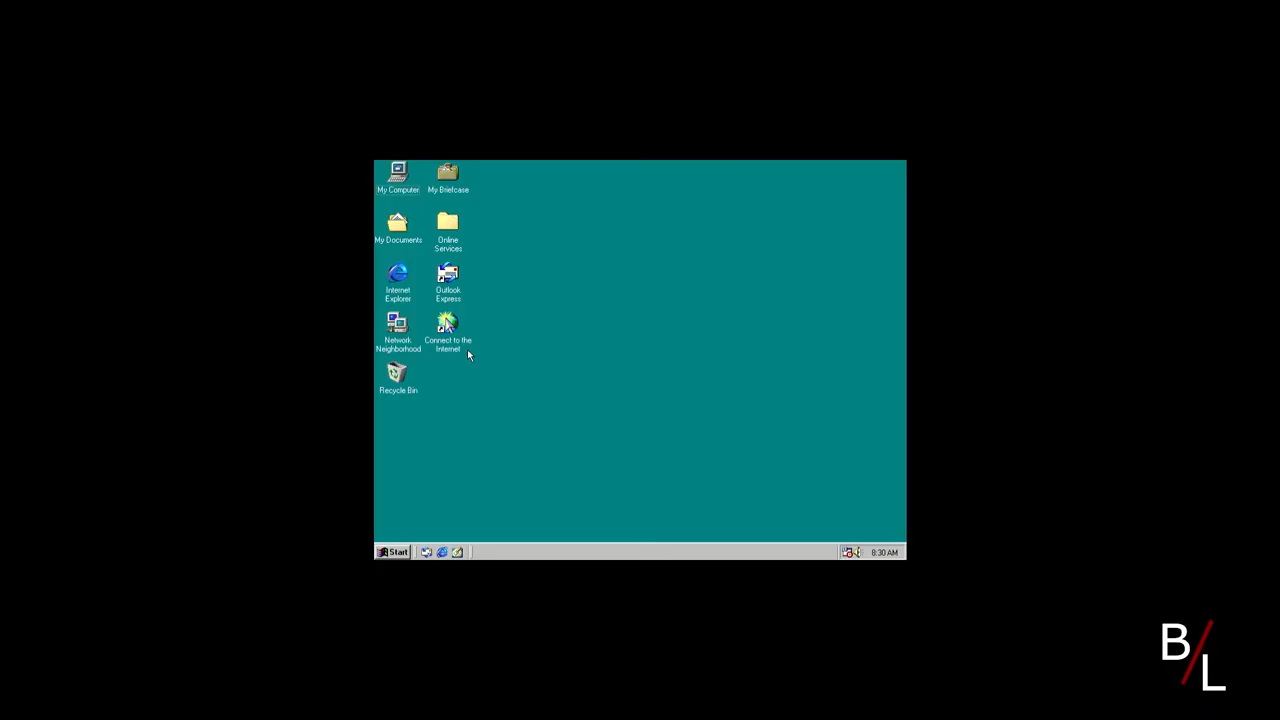 My Computer
My Briefcase
My Documents
Online
Services
Internet
Explorer
Outlook
Express
Network
Neighborhood
Connect to the
Internet
Recycle Bin
Start
8:30 AM
B/L